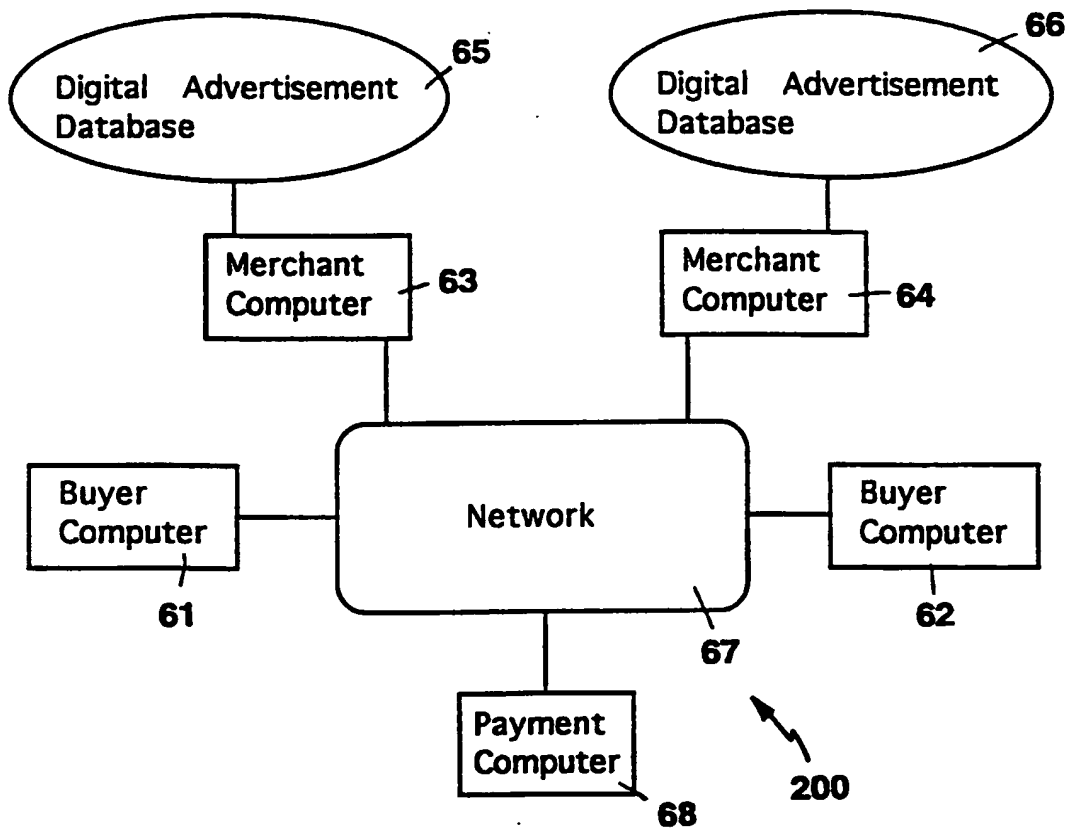 65
Digital Advertisement
Database
66
Digital Advertisement
Database
Merchant
Computer
63
Merchant
Computer
64
Buyer
Computer
61
Network
67
Buyer
Computer
62
Payment
Computer
68
200